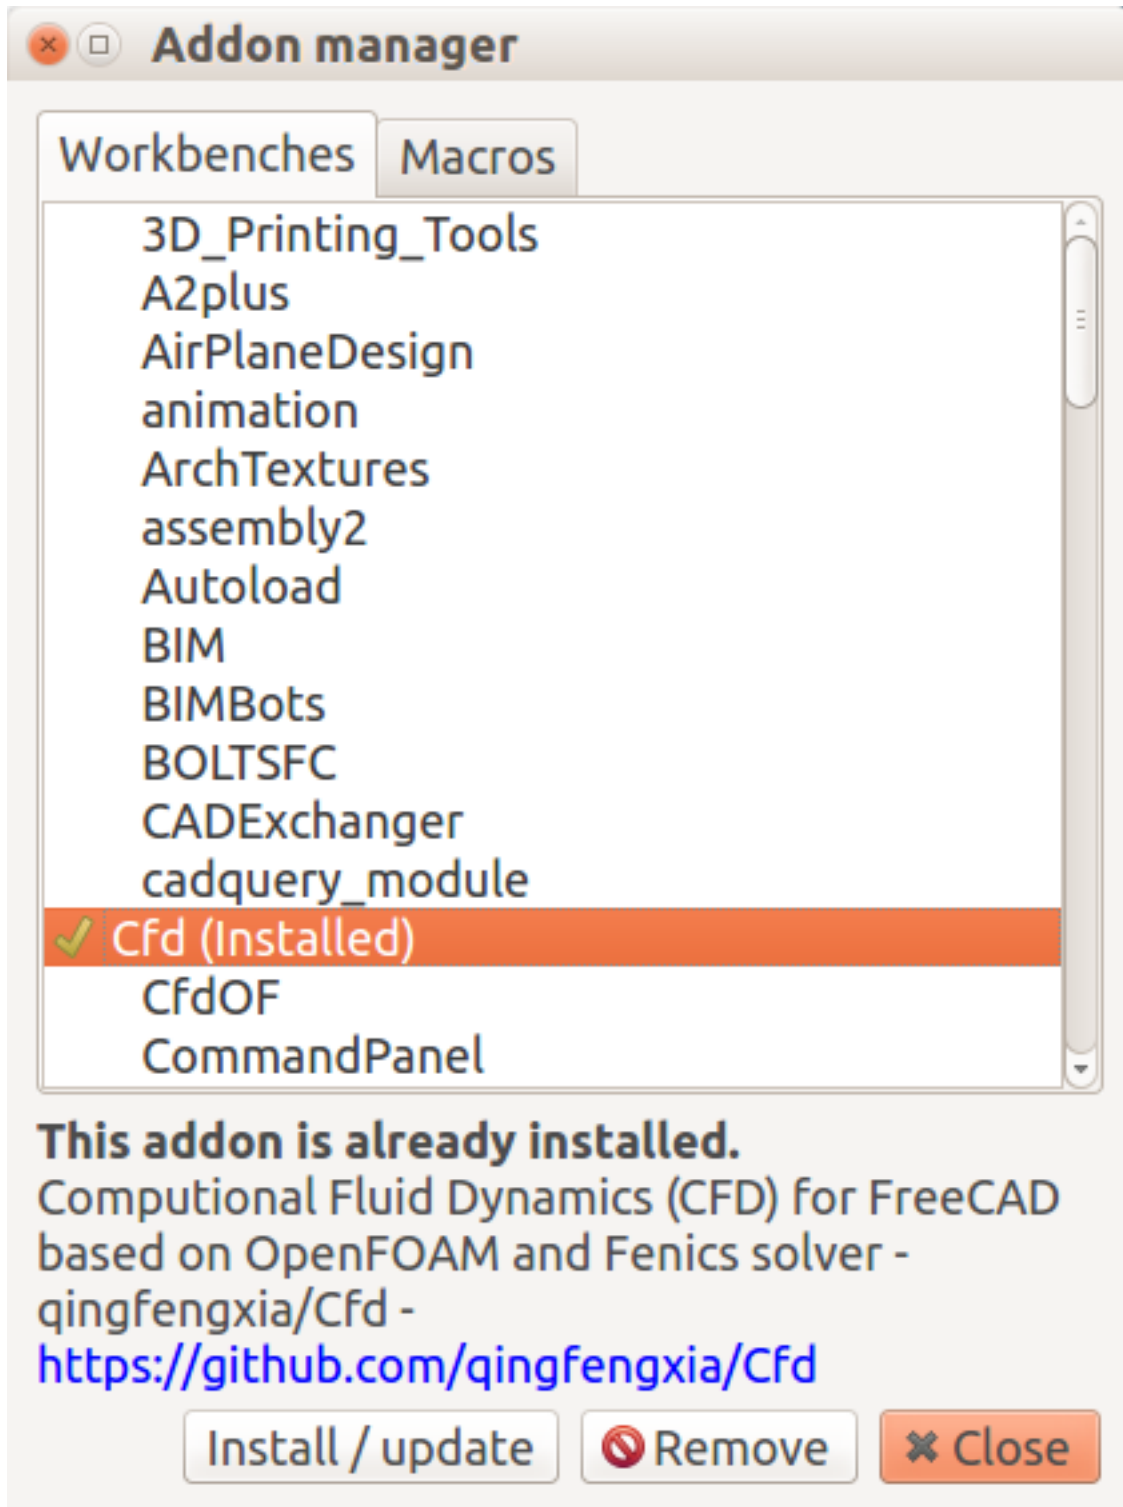 Addon manager
Workbenches Macros
3D_Printing_Tools
A2plus
AirPlaneDesign
animation
ArchTextures
assembly2
Autoload
BIM
BIMBots
BOLTSFC
CADExchanger
cadquery_module
Cfd (Installed)
CfdOF
CommandPanel
This addon is already installed.
Computional Fluid Dynamics (CFD) for FreeCAD
based on OpenFOAM and Fenics solver -
qingfengxia/Cfd -
https://github.com/qingfengxia/Cfd
Install / update Remove Close